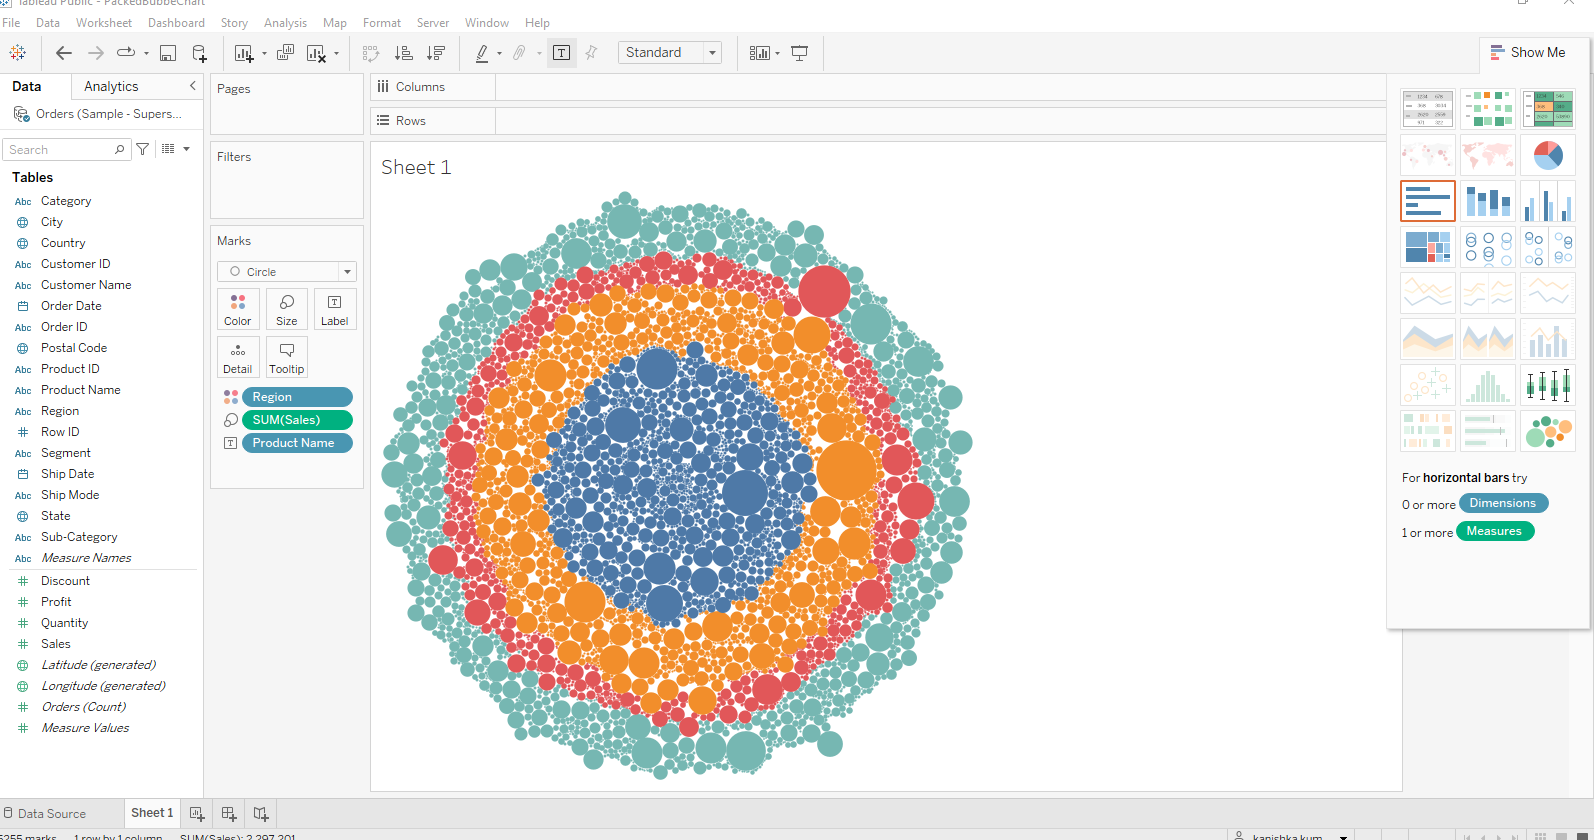 Tableau Public - PackedBubbleChart
File Data Worksheet Dashboard Story Analysis Map Format Server Window Help
Standard
Show Me
Data Analytics
Orders (Sample - Supers...
Search
Tables
Abc Category
City
Country
Abc Customer ID
Abc Customer Name
Order Date
Abc Order ID
Postal Code
Abc Product ID
Abc Product Name
Abc Region
Row ID
Abc Segment
Ship Date
Abc Ship Mode
State
Abc Sub-Category
Abc Measure Names
Discount
Profit
Quantity
Sales
Latitude (generated)
Longitude (generated)
Orders (Count)
Measure Values
Pages
Filters
Marks
Circle
Color Size Label
Detail Tooltip
Region
SUM(Sales)
Product Name
Columns
Rows
Sheet 1
For horizontal bars try
0 or more Dimensions
1 or more Measures
Data Source Sheet 1
5255 marks 1 row by 1 column SUM(Sales): 2,297,201
kanishka.kum...